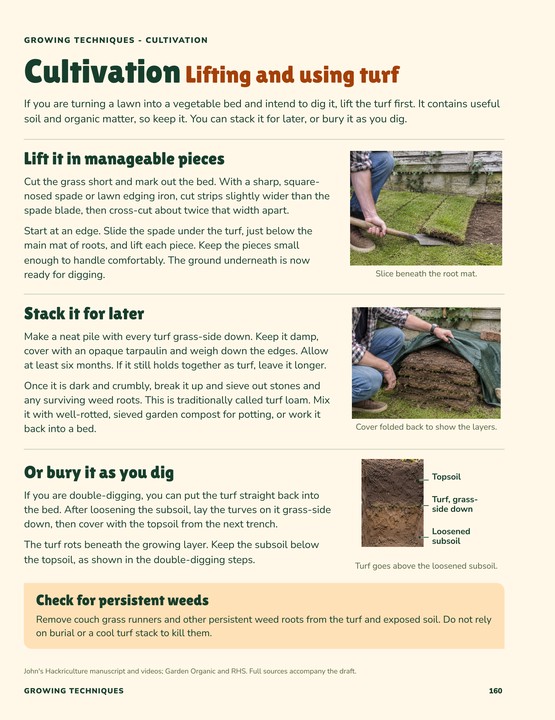 GROWING TECHNIQUES - CULTIVATION
Cultivation Lifting and using turf
If you are turning a lawn into a vegetable bed and intend to dig it, lift the turf first. It contains useful
soil and organic matter, so keep it. You can stack it for later, or bury it as you dig.
Lift it in manageable pieces
Cut the grass short and mark out the bed. With a sharp, square-
nosed spade or lawn edging iron, cut strips slightly wider than the
spade blade, then cross-cut about twice that width apart.
Start at an edge. Slide the spade under the turf, just below the
main mat of roots, and lift each piece. Keep the pieces small
enough to handle comfortably. The ground underneath is now
ready for digging.
Slice beneath the root mat.
Stack it for later
Make a neat pile with every turf grass-side down. Keep it damp,
cover with an opaque tarpaulin and weigh down the edges. Allow
at least six months. If it still holds together as turf, leave it longer.
Once it is dark and crumbly, break it up and sieve out stones and
any surviving weed roots. This is traditionally called turf loam. Mix
it with well-rotted, sieved garden compost for potting, or work it
back into a bed.
Cover folded back to show the layers.
Or bury it as you dig
If you are double-digging, you can put the turf straight back into
the bed. After loosening the subsoil, lay the turves on it grass-side
down, then cover with the topsoil from the next trench.
The turf rots beneath the growing layer. Keep the subsoil below
the topsoil, as shown in the double-digging steps.
Topsoil
Turf, grass-
side down
Loosened
subsoil
Turf goes above the loosened subsoil.
Check for persistent weeds
Remove couch grass runners and other persistent weed roots from the turf and exposed soil. Do not rely
on burial or a cool turf stack to kill them.
John's Hackriculture manuscript and videos; Garden Organic and RHS. Full sources accompany the draft.
GROWING TECHNIQUES
160